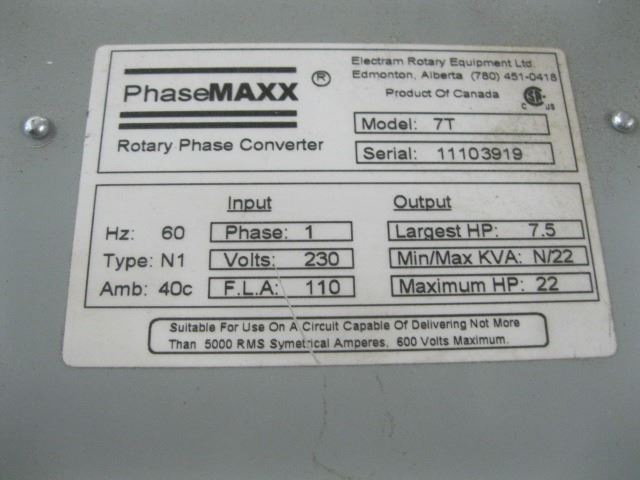 PhaseMAXX ®
Rotary Phase Converter
Electram Rotary Equipment Ltd.
Edmonton, Alberta (780) 451-0418
Product Of Canada
C US
Model: 7T
Serial: 11103919
Input
Output
Hz: 60 Phase: 1 Largest HP: 7.5
Type: N1 Volts: 230 Min/Max KVA: N/22
Amb: 40c F.L.A: 110 Maximum HP: 22
Suitable For Use On A Circuit Capable Of Delivering Not More
Than 5000 RMS Symetrical Amperes, 600 Volts Maximum.